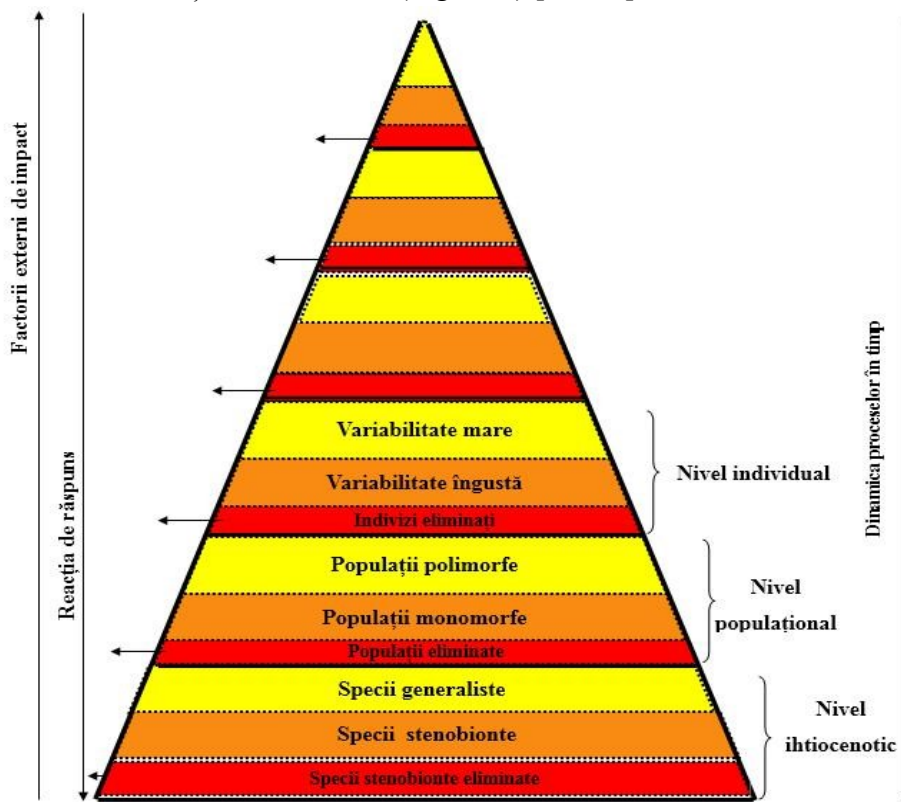 Factorii externi de impact
Reacția de răspuns
Variabilitate mare
Variabilitate îngustă
Indivizi eliminați
Nivel individual
Populații polimorfe
Populații monomorfe
Populații eliminate
Nivel
populațional
Specii generaliste
Specii stenobionte
Specii stenobionte eliminate
Nivel
ihtiocenotic
Dinamica proceselor în timp